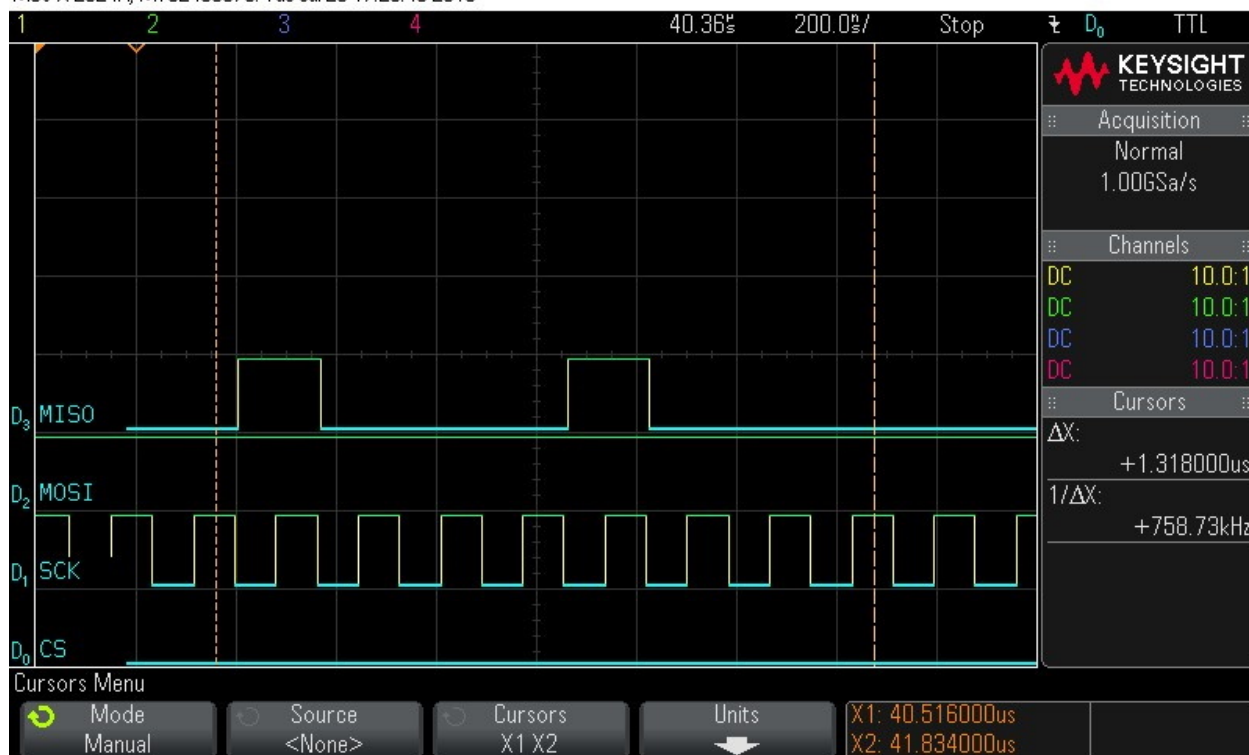 1 2 3 4 40.36us 200.0ns/ Stop D0 TTL
KEYSIGHT
TECHNOLOGIES
Acquisition
Normal
1.00GSa/s
Channels
DC 10.0:1
DC 10.0:1
DC 10.0:1
DC 10.0:1
Cursors
ΔX:
+1.318000us
1/ΔX:
+758.73kHz
D3 MISO
D2 MOSI
D1 SCK
D0 CS
Cursors Menu
Mode
Manual
Source
<None>
Cursors
X1 X2
Units
X1: 40.516000us
X2: 41.834000us